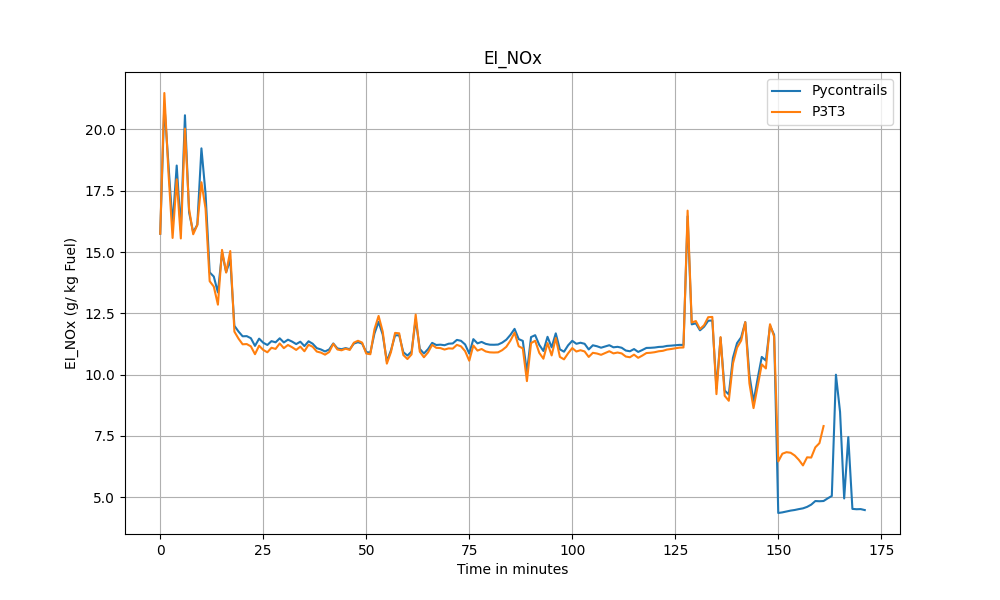 EI_NOx
Pycontrails
P3T3
EI_NOx (g/ kg Fuel)
20.0
17.5
15.0
12.5
10.0
7.5
5.0
0 25 50 75 100 125 150 175
Time in minutes